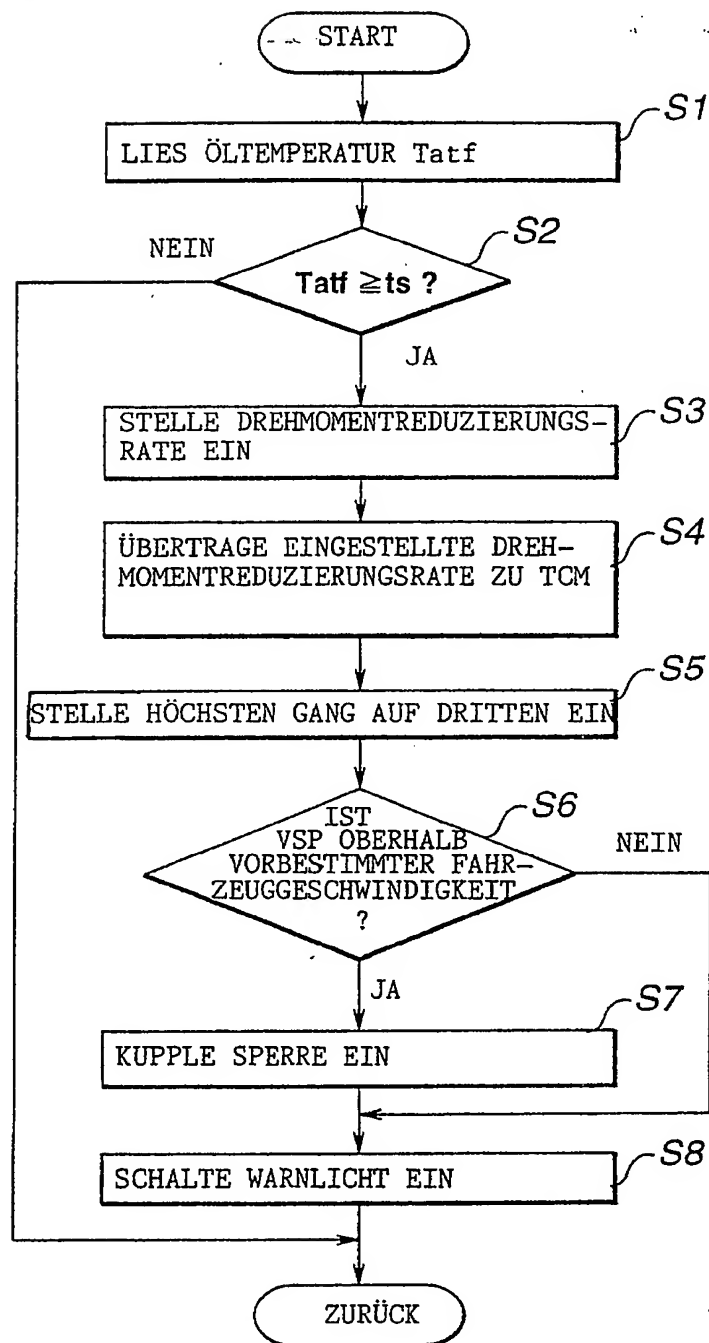 START
S1
LIES ÖLTEMPERATUR Tatf
NEIN
S2
Tatf ≧ts ?
JA
S3
STELLE DREHMOMENTREDUZIERUNGS-
RATE EIN
S4
ÜBERTRAGE EINGESTELLTE DREH-
MOMENTREDUZIERUNGSRATE ZU TCM
S5
STELLE HÖCHSTEN GANG AUF DRITTEN EIN
S6
IST
VSP OBERHALB
VORBESTIMMTER FAHR-
ZEUGGESCHWINDIGKEIT
?
NEIN
JA
S7
KUPPLE SPERRE EIN
S8
SCHALTE WARNLICHT EIN
ZURÜCK